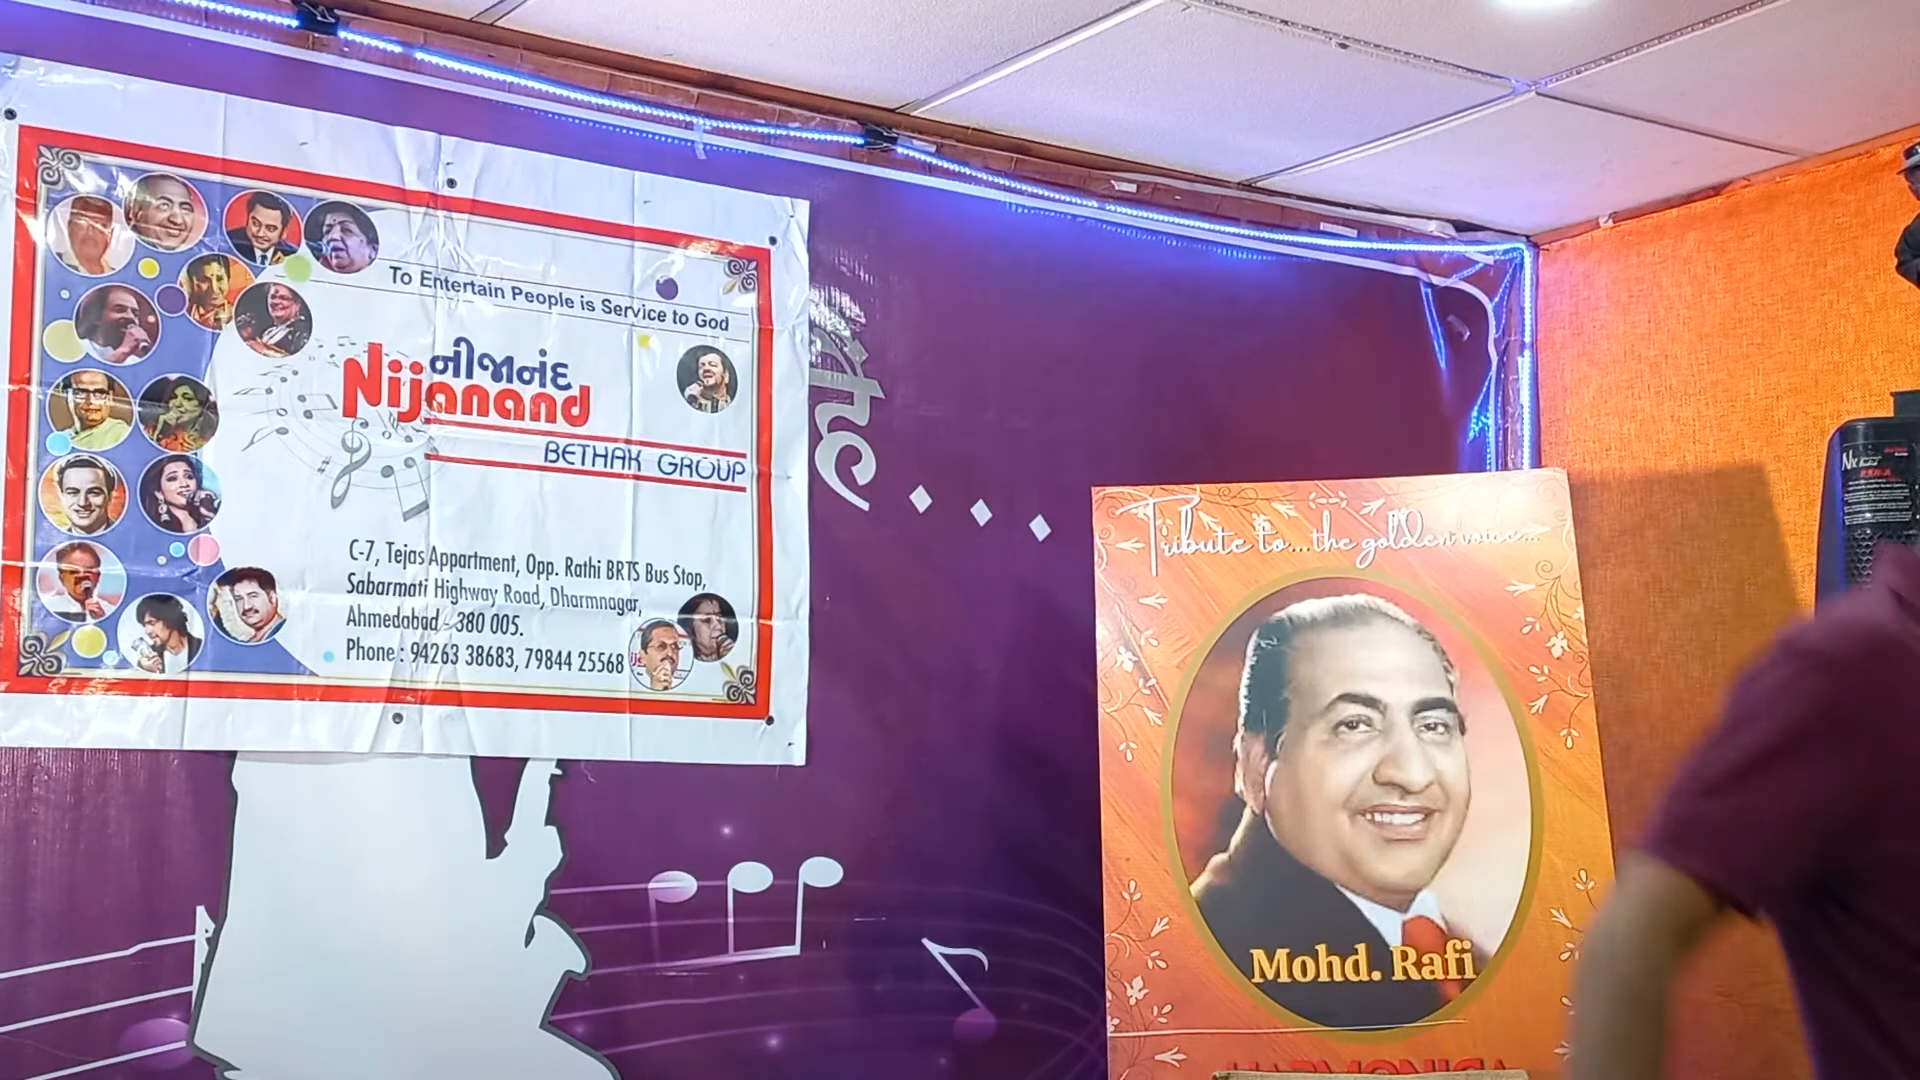 To Entertain People is Service to God
નીજાનંદ
Nijanand
BETHAK GROUP
C-7, Tejas Appartment, Opp. Rathi BRTS Bus Stop,
Sabarmati Highway Road, Dharmnagar,
Ahmedabad - 380 005.
Phone : 94263 38683, 79844 25568
Tribute to...the golden voice...
Mohd. Rafi